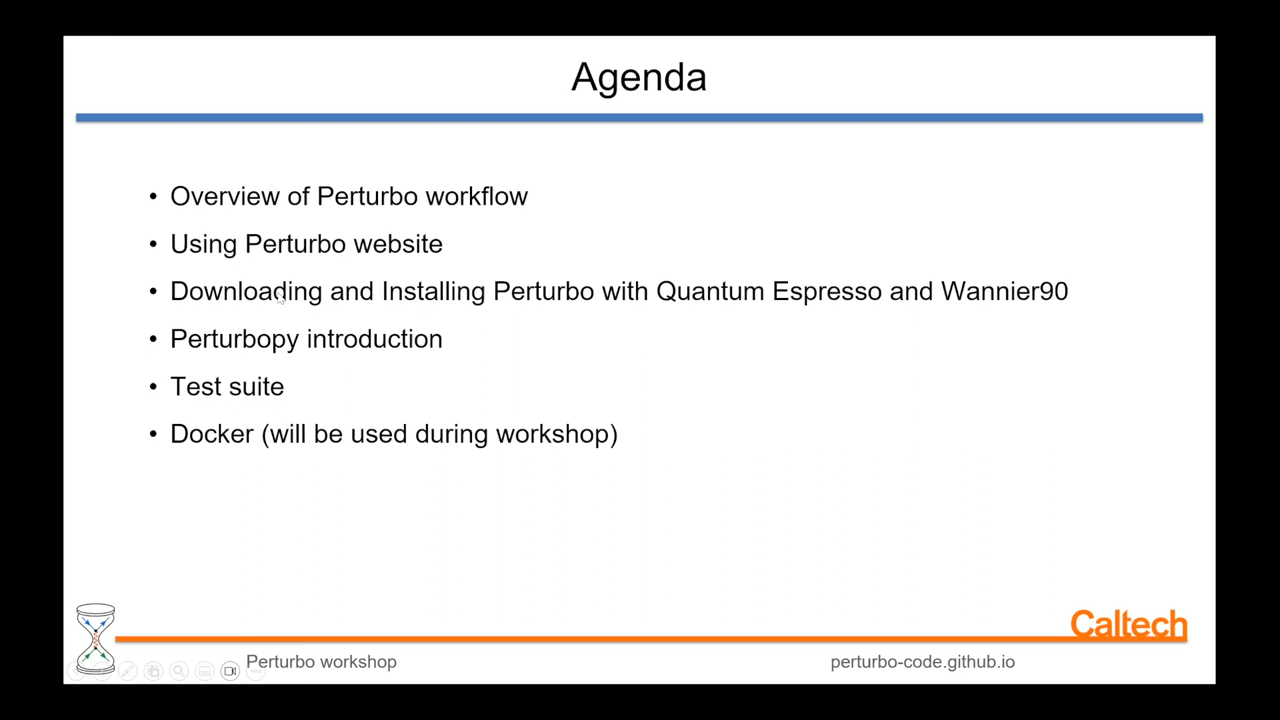 Agenda
• Overview of Perturbo workflow
• Using Perturbo website
• Downloading and Installing Perturbo with Quantum Espresso and Wannier90
• Perturbopy introduction
• Test suite
• Docker (will be used during workshop)
Caltech
Perturbo workshop
perturbo-code.github.io